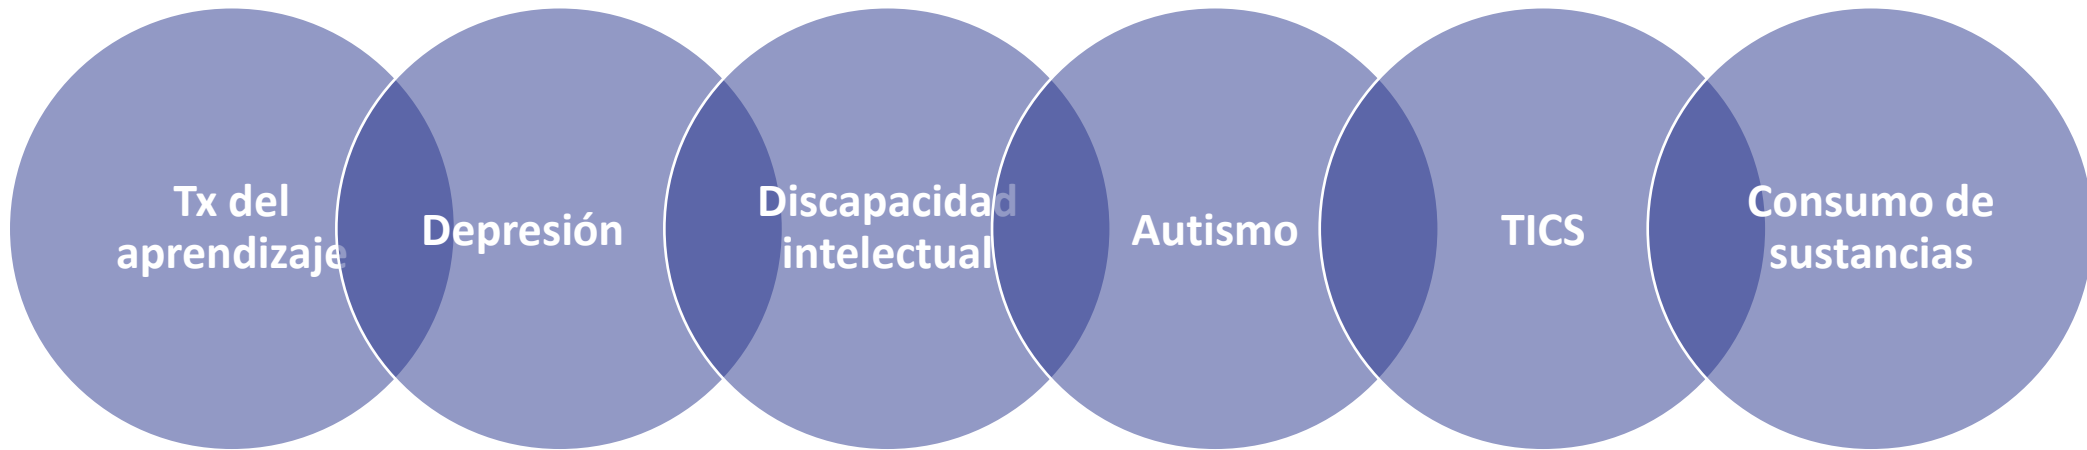 Tx del
aprendizaje
Depresión
Discapacidad
intelectual
Autismo
TICS
Consumo de
sustancias